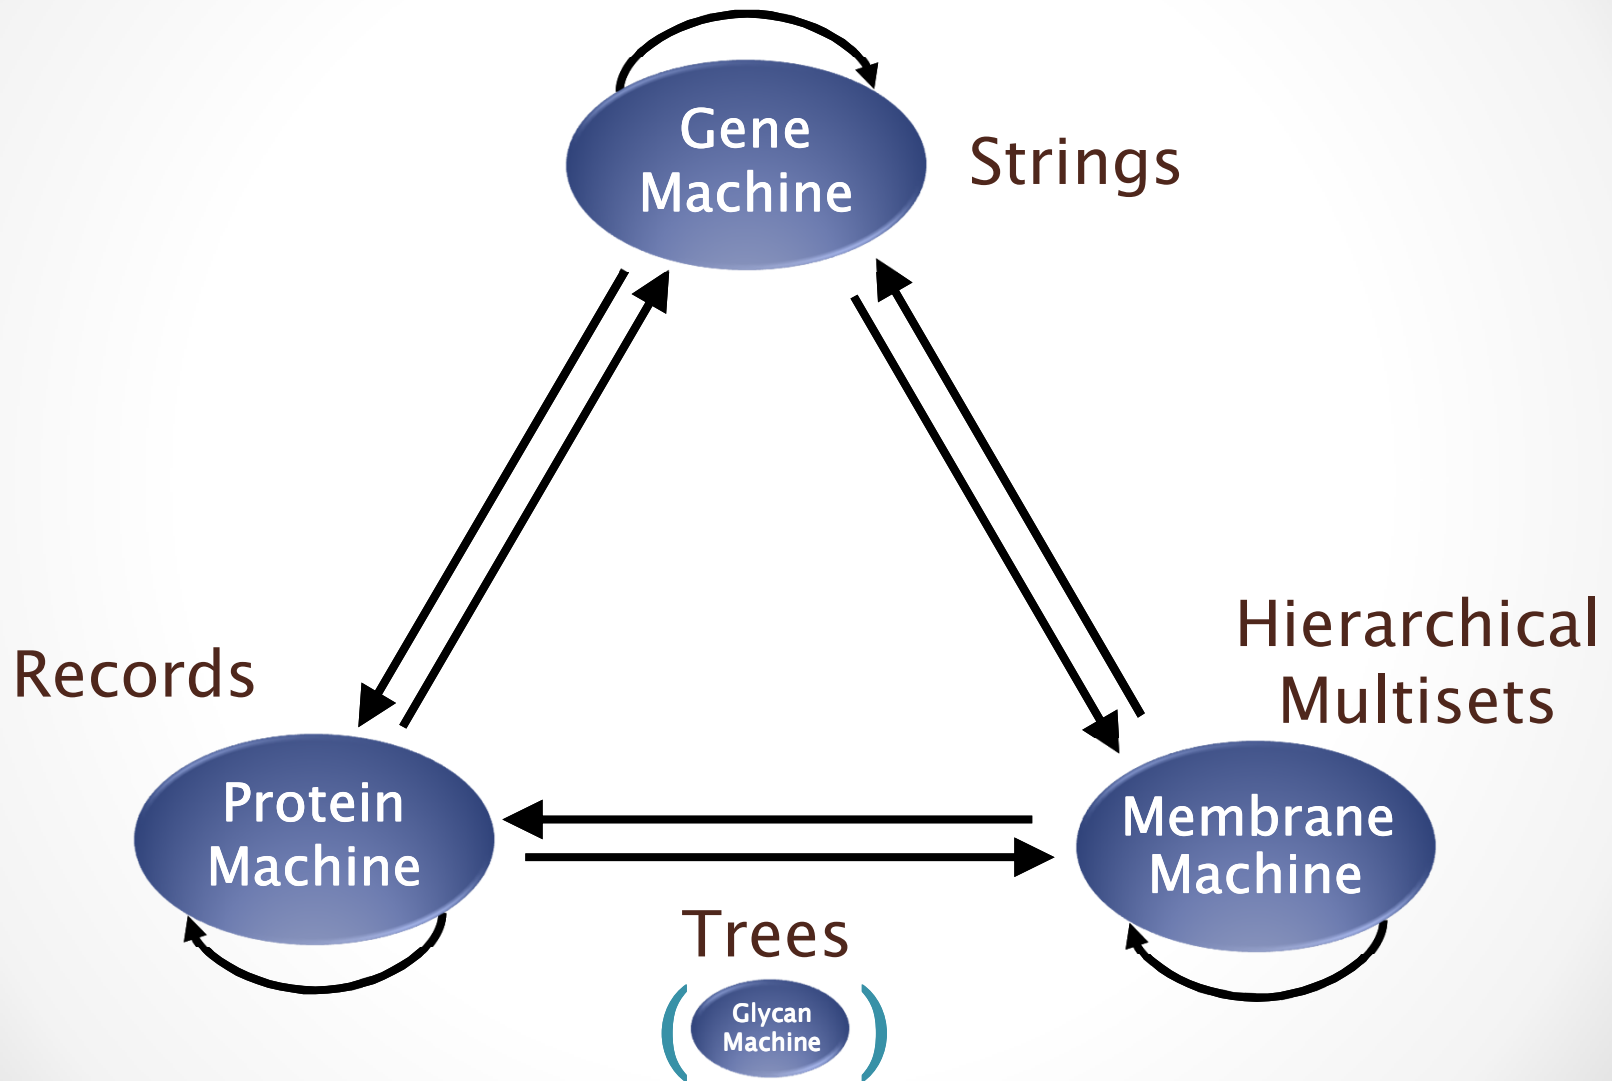 Gene
Machine
Strings
Hierarchical
Multisets
Records
Protein
Machine
Membrane
Machine
Trees
(Glycan
Machine)